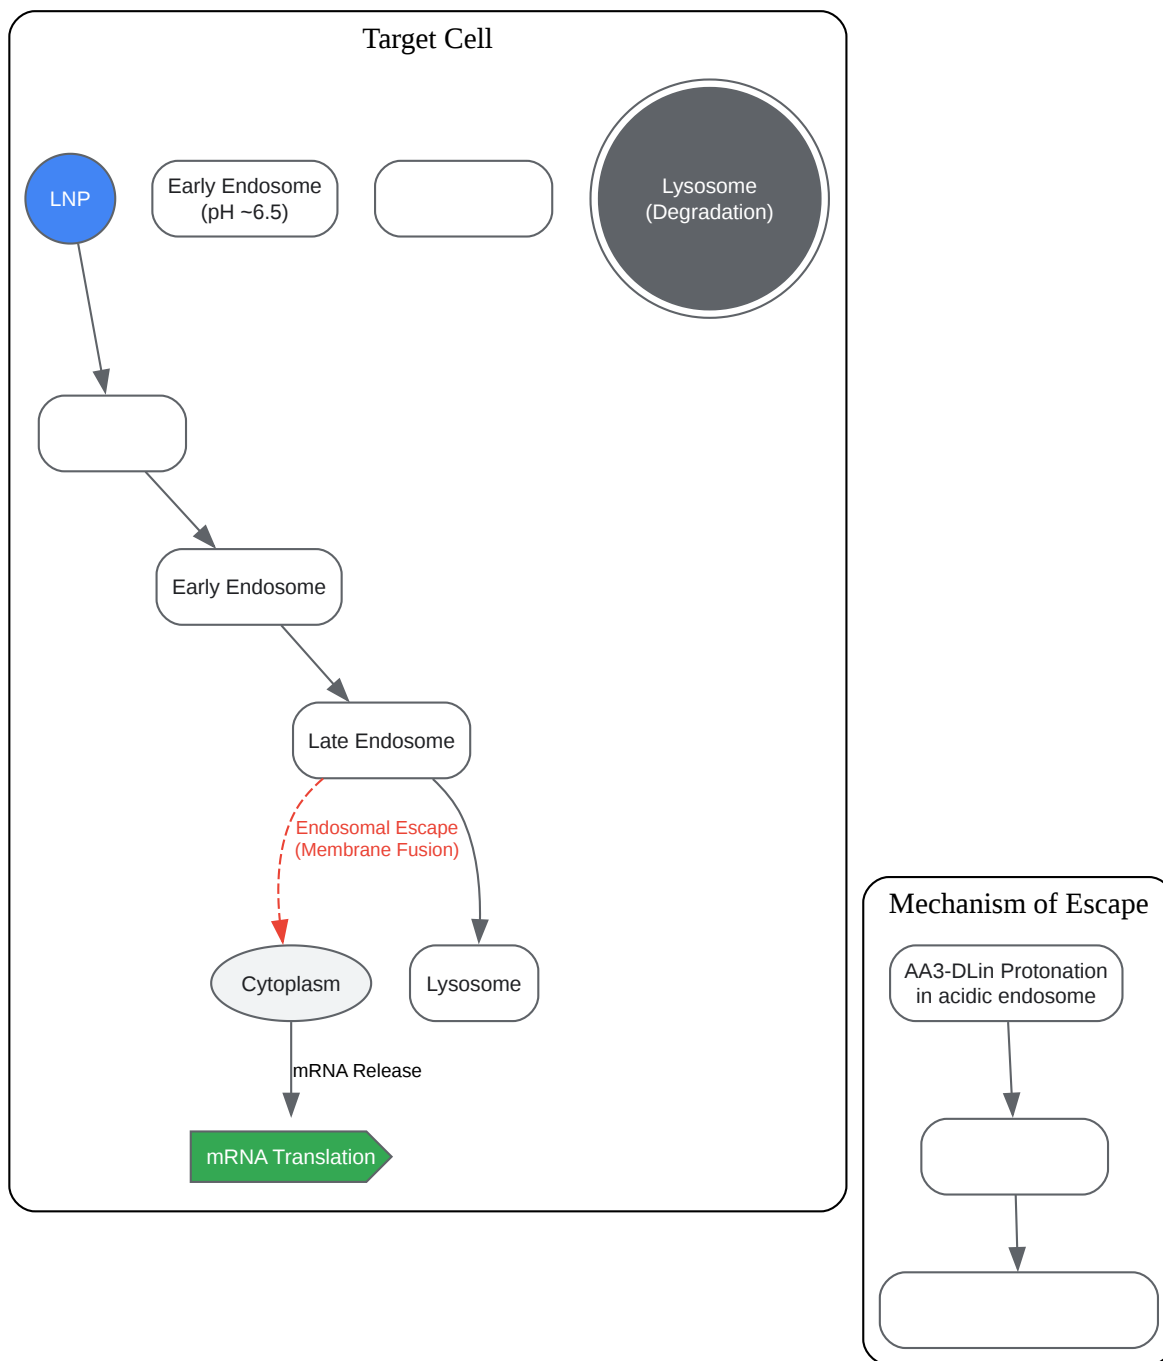 Target Cell
LNP
Early Endosome
(pH ~6.5)
Lysosome
(Degradation)
Early Endosome
Late Endosome
Endosomal Escape
(Membrane Fusion)
Cytoplasm
Lysosome
mRNA Release
mRNA Translation
Mechanism of Escape
AA3-DLin Protonation
in acidic endosome